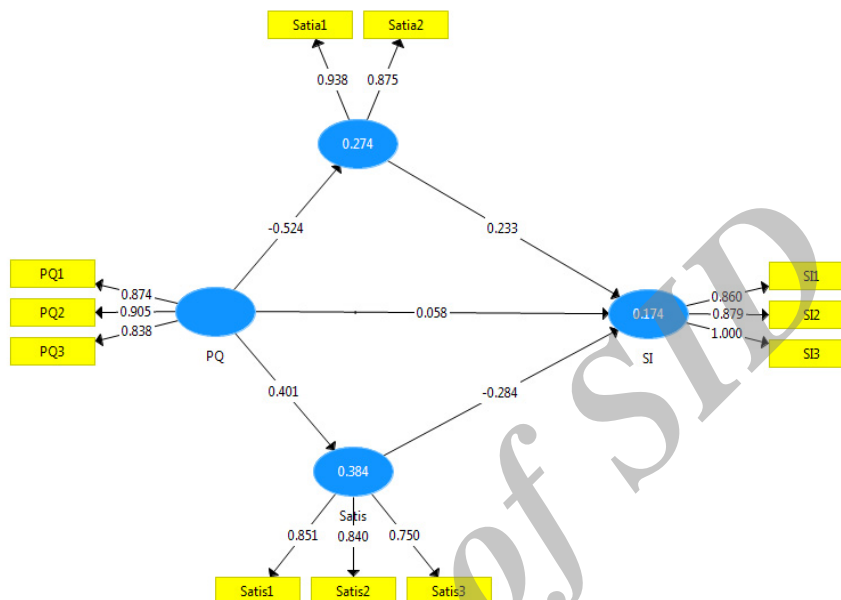 Satia1 Satia2
0.938 0.875
0.274
-0.524 0.233
PQ1 SI1
0.874 0.860
PQ2 0.905 0.058 0.174 0.879 SI2
0.838 1.000
PQ3 PQ SI SI3
0.401 -0.284
0.384
Satis
0.851 0.840 0.750
Satis1 Satis2 Satis3
of SID